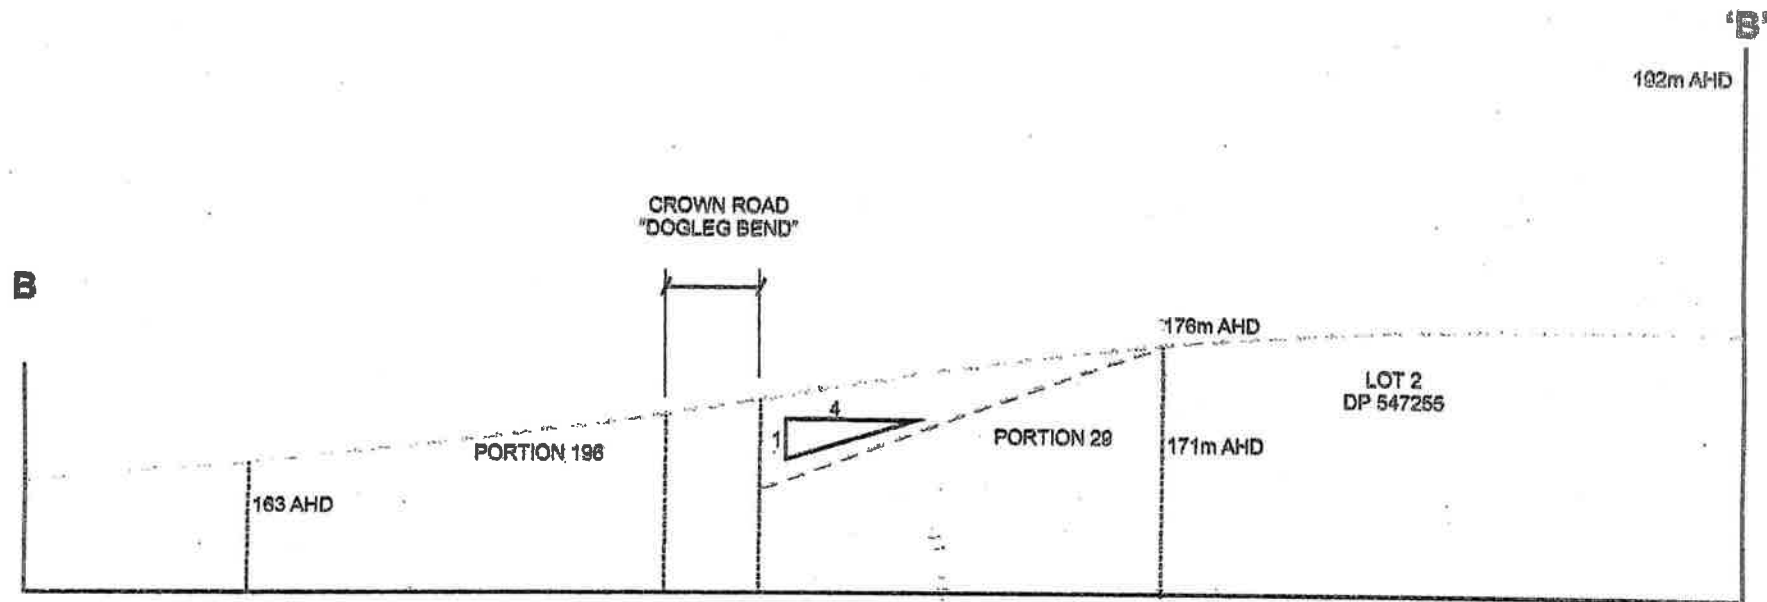 'B'
192m AHD
CROWN ROAD
"DOGLEG BEND"
B
176m AHD
LOT 2
DP 547255
4
1
PORTION 29
PORTION 196
171m AHD
163 AHD